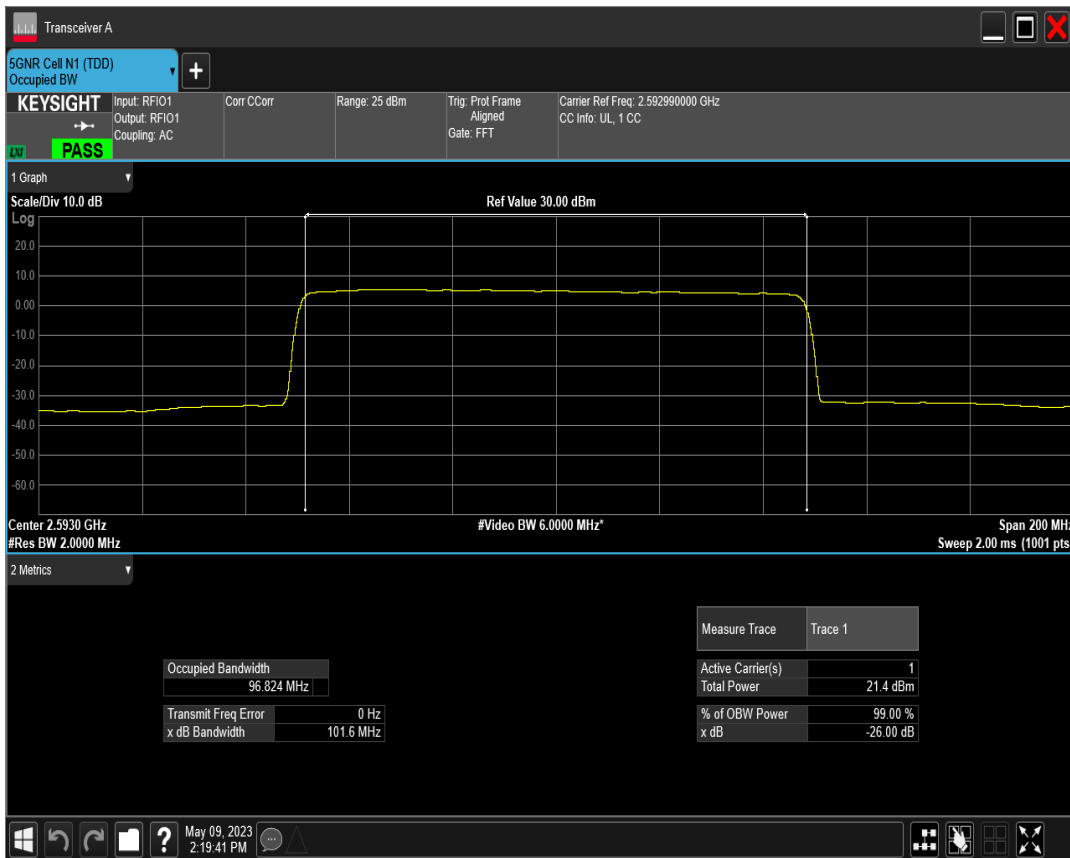 Transceiver A
5GNR Cell N1 (TDD)
Occupied BW
+
KEYSIGHT
LXI
PASS
Input: RFIO1
Output: RFIO1
Coupling: AC
Corr CCorr
Range: 25 dBm
Trig: Prot Frame
Aligned
Gate: FFT
Carrier Ref Freq: 2.592990000 GHz
CC Info: UL, 1 CC
1 Graph
Scale/Div 10.0 dB
Ref Value 30.00 dBm
Log
20.0
10.0
0.00
-10.0
-20.0
-30.0
-40.0
-50.0
-60.0
Center 2.5930 GHz
#Video BW 6.0000 MHz*
Span 200 MHz
#Res BW 2.0000 MHz
Sweep 2.00 ms (1001 pts
2 Metrics
Measure Trace Trace 1
Occupied Bandwidth
96.824 MHz
Transmit Freq Error 0 Hz
x dB Bandwidth 101.6 MHz
Active Carrier(s) 1
Total Power 21.4 dBm
% of OBW Power 99.00 %
x dB -26.00 dB
?
May 09, 2023
2:19:41 PM